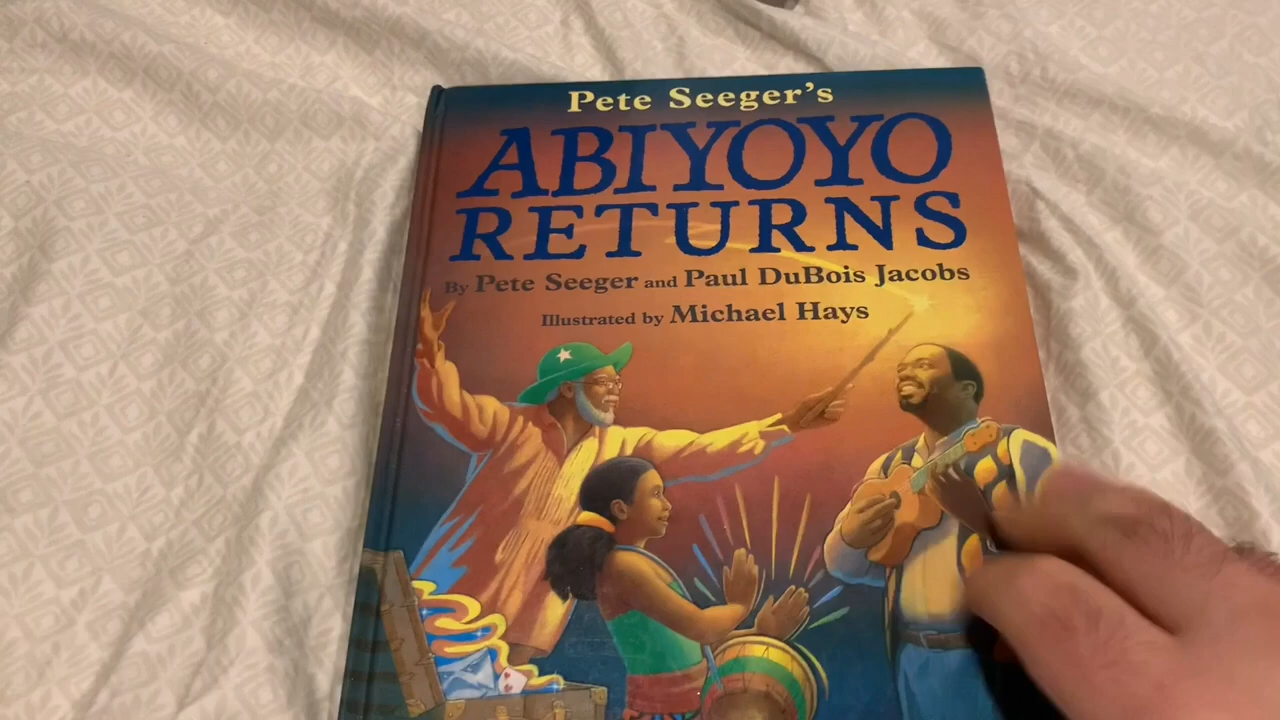 Pete Seeger's
ABIYOYO
RETURNS
By Pete Seeger and Paul DuBois Jacobs
Illustrated by Michael Hays